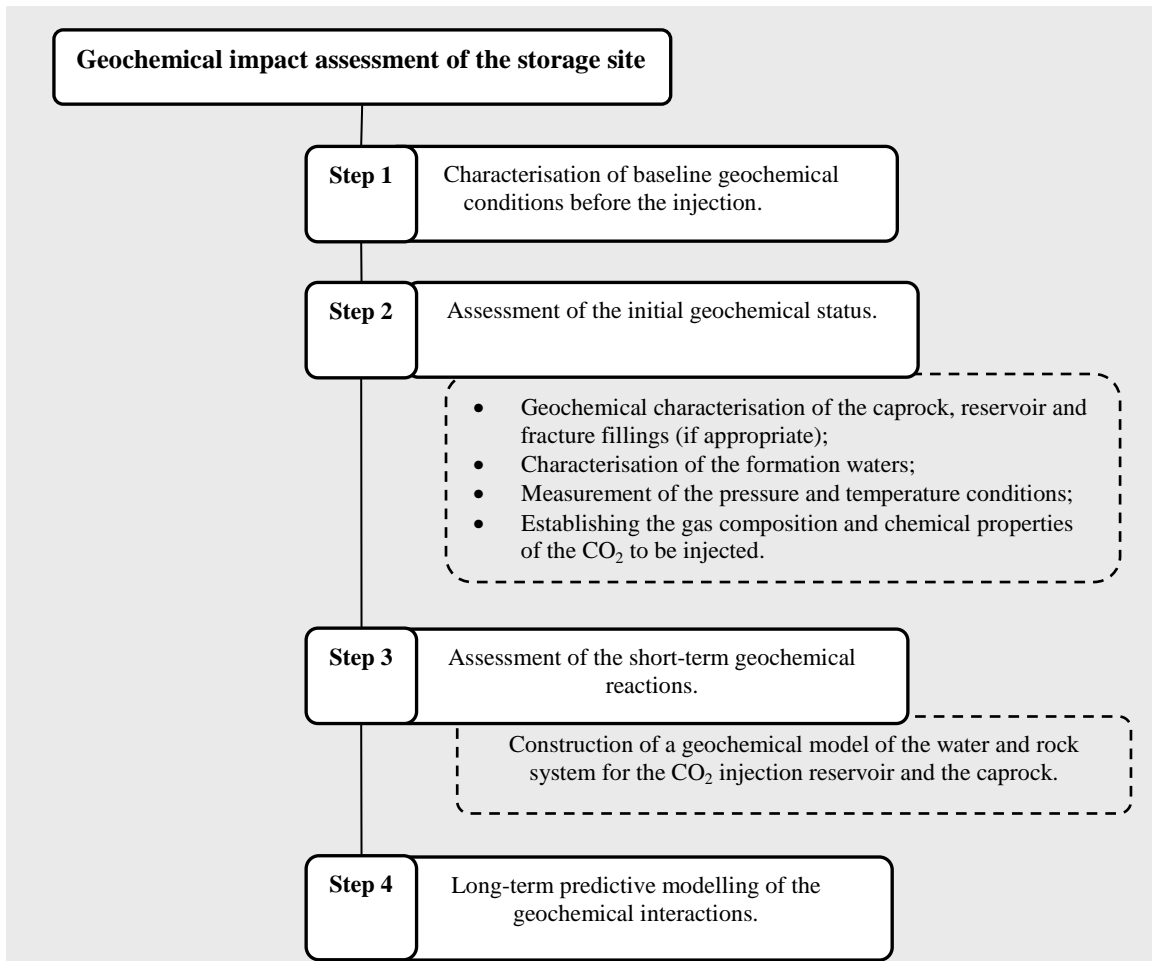 Geochemical impact assessment of the storage site
Step 1
Characterisation of baseline geochemical
conditions before the injection.
Step 2
Assessment of the initial geochemical status.
• Geochemical characterisation of the caprock, reservoir and
fracture fillings (if appropriate);
• Characterisation of the formation waters;
• Measurement of the pressure and temperature conditions;
• Establishing the gas composition and chemical properties
of the CO₂ to be injected.
Step 3
Assessment of the short-term geochemical
reactions.
Construction of a geochemical model of the water and rock
system for the CO₂ injection reservoir and the caprock.
Step 4
Long-term predictive modelling of the
geochemical interactions.